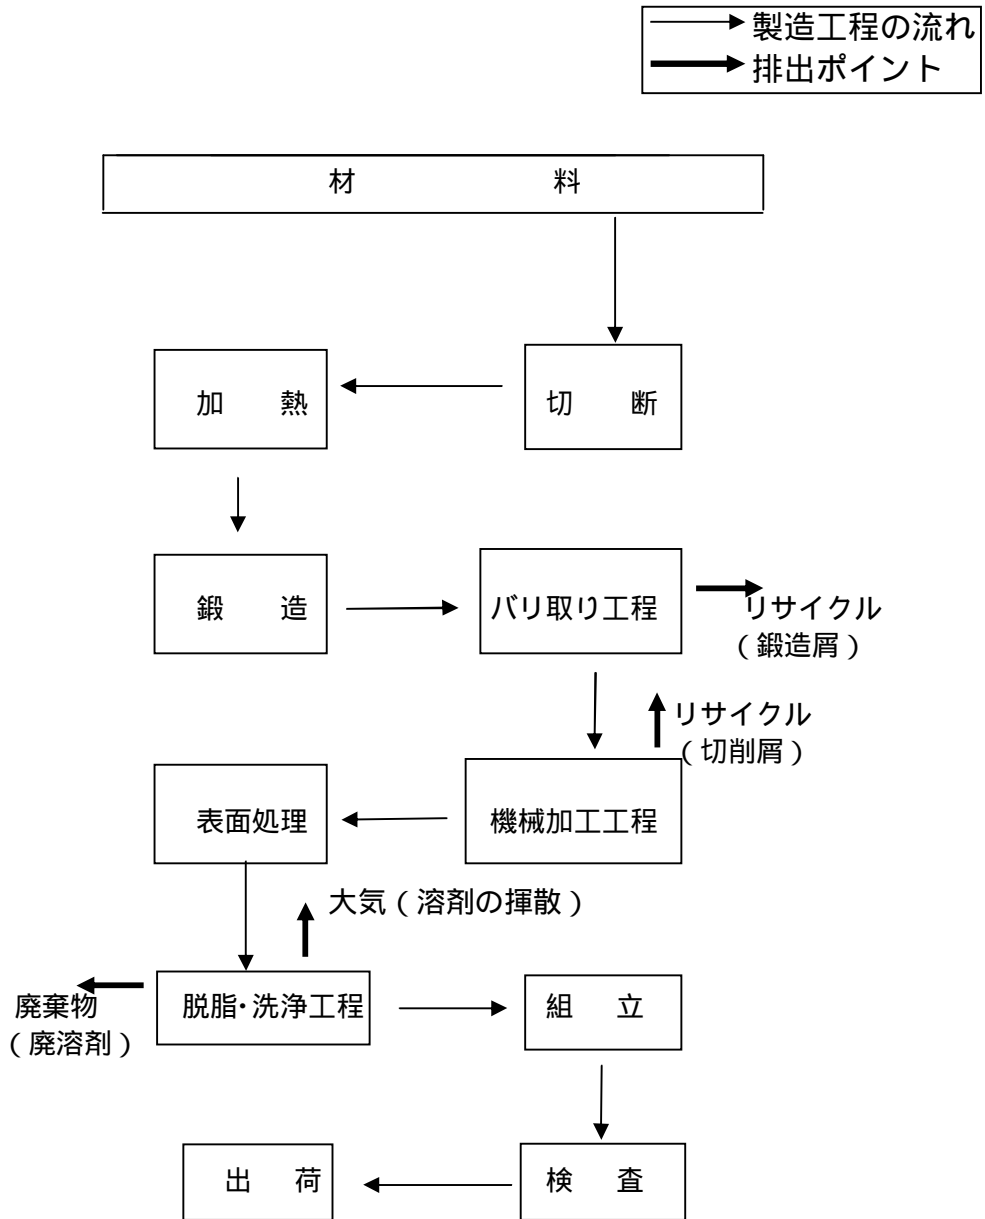 製造工程の流れ
排出ポイント
材 料
加 熱
切 断
鍛 造
バリ取り工程
リサイクル
(鍛造屑)
リサイクル
(切削屑)
表面処理
機械加工工程
大気(溶剤の揮散)
廃棄物
(廃溶剤)
脱脂・洗浄工程
組 立
出 荷
検 査